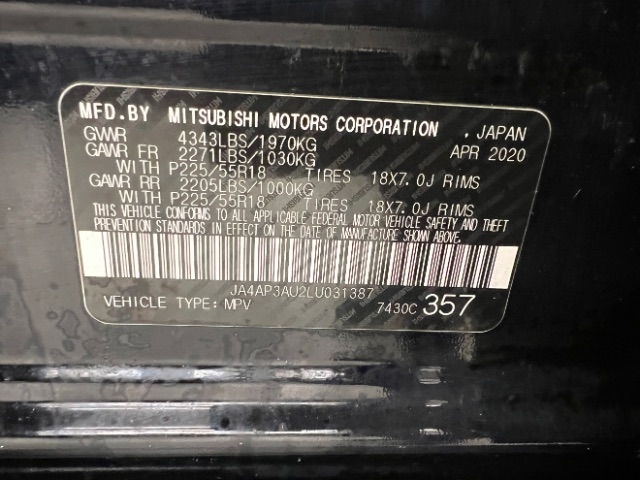 MFD.BY MITSUBISHI MOTORS CORPORATION , JAPAN
GVWR 4343LBS/1970KG APR 2020
GAWR FR 2271LBS/1030KG
WITH P225/55R18 TIRES 18X7.0J RIMS
GAWR RR 2205LBS/1000KG
WITH P225/55R18 TIRES 18X7.0J RIMS
THIS VEHICLE CONFORMS TO ALL APPLICABLE FEDERAL MOTOR VEHICLE SAFETY AND THEFT
PREVENTION STANDARDS IN EFFECT ON THE DATE OF MANUFACTURE SHOWN ABOVE.
JA4AP3AU2LU031387
VEHICLE TYPE: MPV 7430C 357